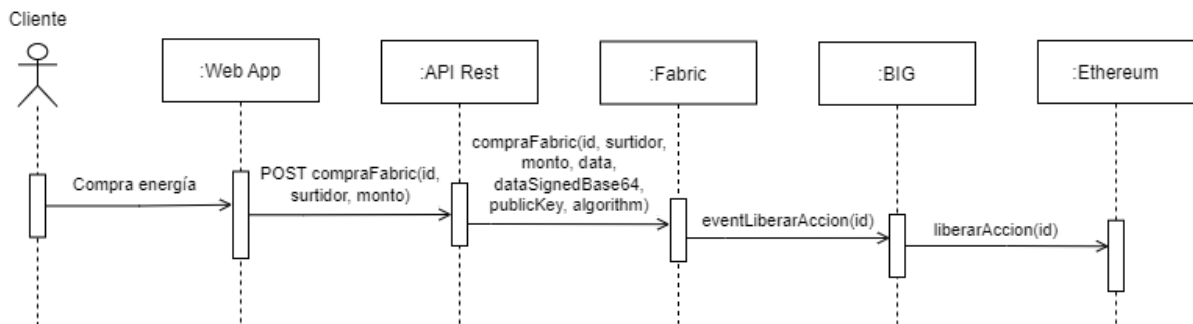 Cliente
:Web App
:API Rest
:Fabric
:BIG
:Ethereum
Compra energía
POST compraFabric(id,
surtidor, monto)
compraFabric(id, surtidor,
monto, data,
dataSignedBase64,
publicKey, algorithm)
eventLiberarAccion(id)
liberarAccion(id)